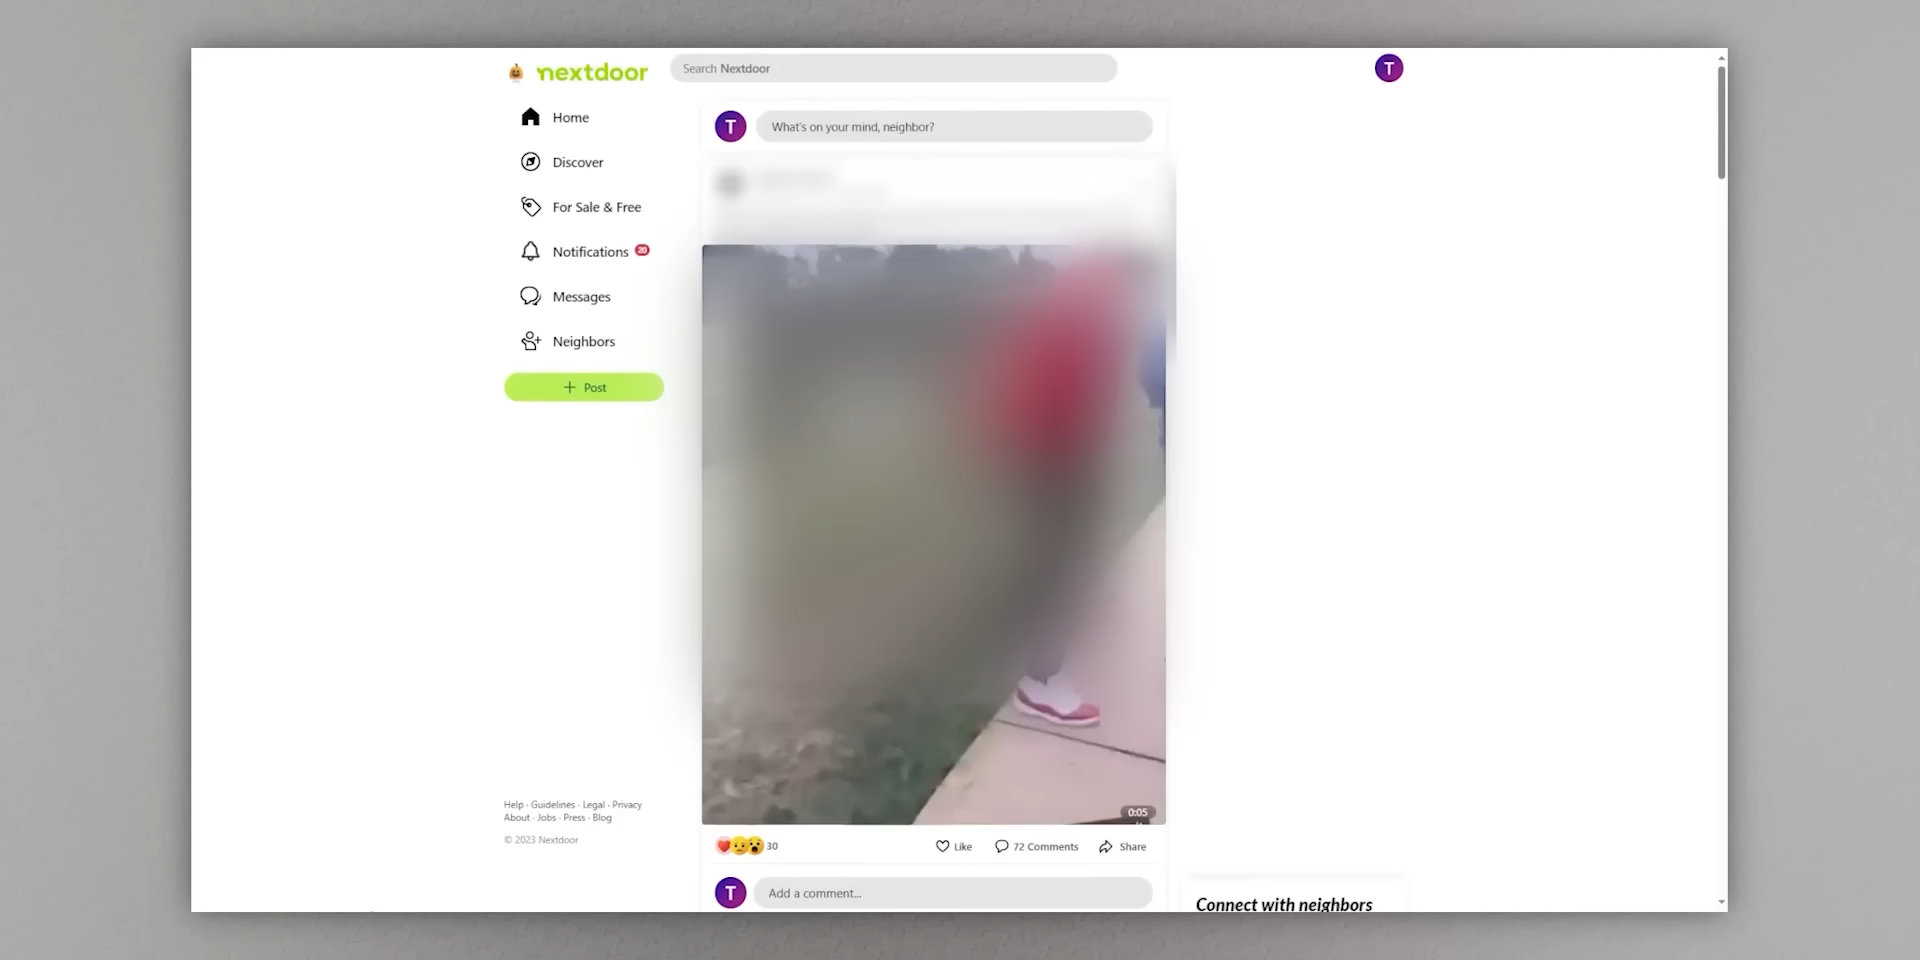 nextdoor
Search Nextdoor
T
Home
Discover
For Sale & Free
Notifications 20
Messages
Neighbors
+ Post
T
What's on your mind, neighbor?
0:05
30
Like
72 Comments
Share
T
Add a comment...
Help · Guidelines · Legal · Privacy
About · Jobs · Press · Blog
© 2023 Nextdoor
Connect with neighbors